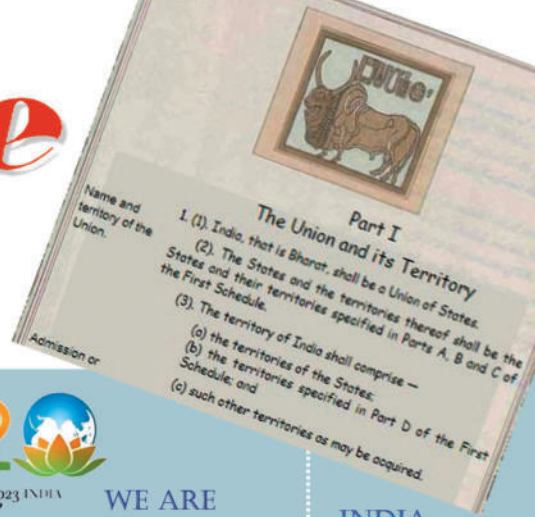 e
Part I
The Union and its Territory
Name and
territory of the
Union.
1. (1). India, that is Bharat, shall be a Union of States.
(2). The States and the territories thereof shall be the
States and their territories specified in Parts A, B and C of
the First Schedule.
(3). The territory of India shall comprise —
(a) the territories of the States;
(b) the territories specified in Part D of the First
Schedule; and
(c) such other territories as may be acquired.
Admission or
2
023 INDIA
WE ARE
INDIA